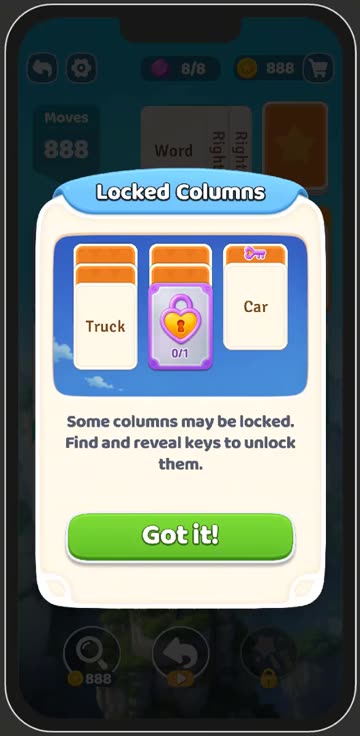 8/8
888
Moves
888
Word
Right
Right
Locked Columns
Truck
0/1
Car
Some columns may be locked.
Find and reveal keys to unlock
them.
Got it!
888